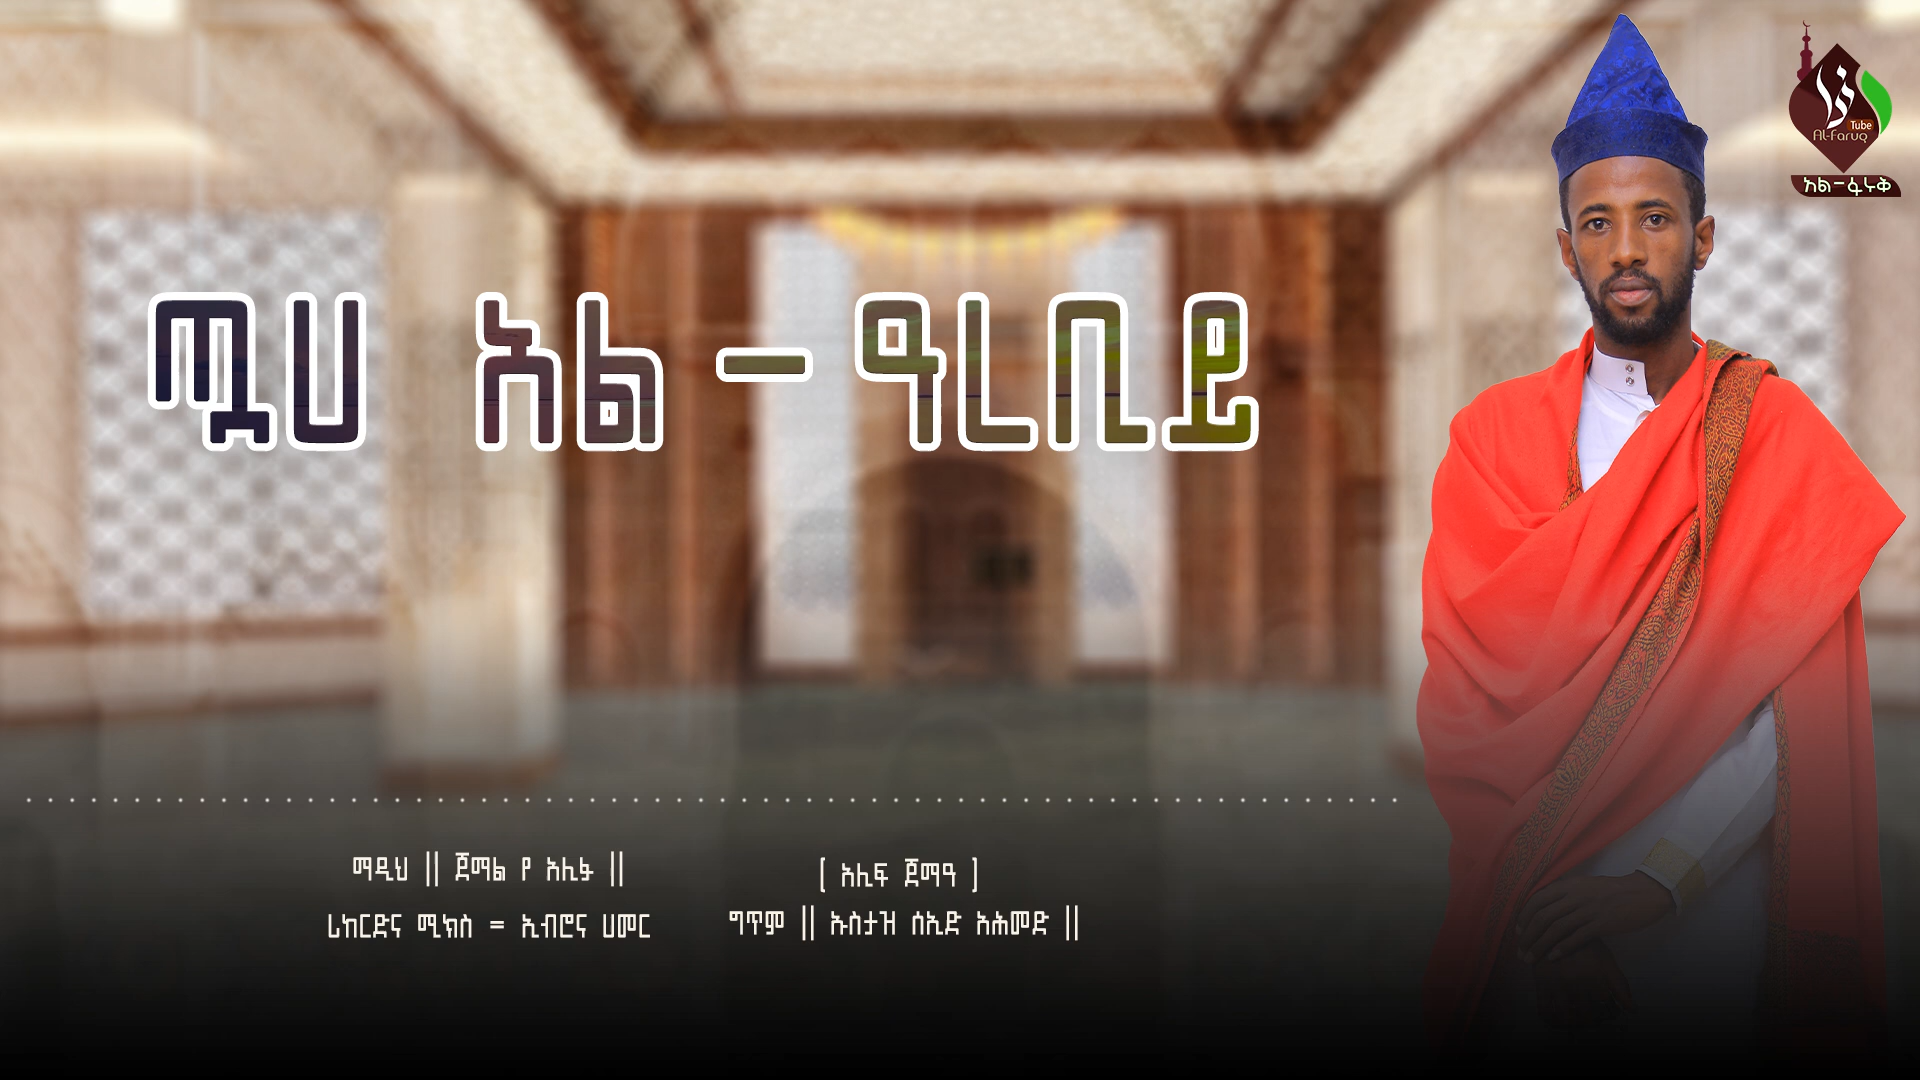 ጧሀ አል - ዓረቢይ
Tube
Al-Faruq
አል-ፋሩቅ
ማዲህ || ጀማል የ አሊፉ ||
[ አሊፍ ጀማዓ ]
ሪከርድና ሚክስ = ኢብሮና ሀመር
ግጥም || ኡስታዝ ሰኢድ አሕመድ ||